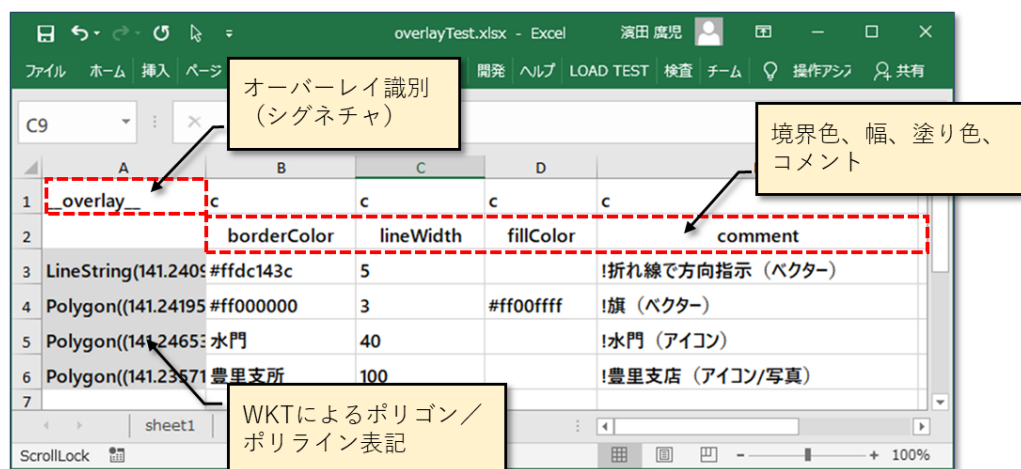 overlayTest.xlsx - Excel
濱田 庸児
ファイル ホーム 挿入 ページ
開発 ヘルプ LOAD TEST 検査 チーム 操作アシス 共有
オーバーレイ識別
（シグネチャ）
境界色、幅、塗り色、
コメント
C9
A B C D
1 __overlay__ c c c c
2 borderColor lineWidth fillColor comment
3 LineString(141.2409 #ffdc143c 5 !折れ線で方向指示（ベクター）
4 Polygon((141.24195 #ff000000 3 #ff00ffff !旗（ベクター）
5 Polygon((141.24653 水門 40 !水門（アイコン）
6 Polygon((141.23571 豊里支所 100 !豊里支店（アイコン/写真）
7
WKTによるポリゴン／
ポリライン表記
sheet1
ScrollLock
100%